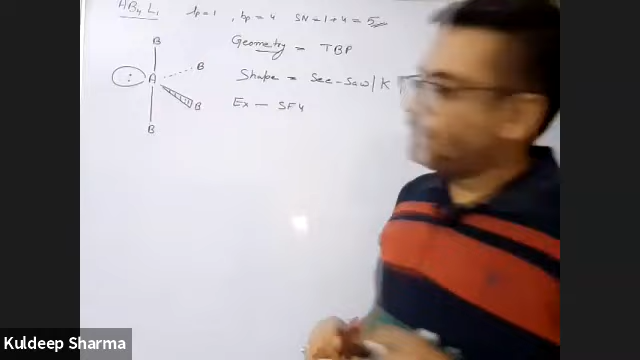 AB4L1 lp=1, bp=4 SN=1+4=5
Geometry = TBP
Shape = See-Saw/K
Ex — SF4
B
B
A
B
B
Kuldeep Sharma